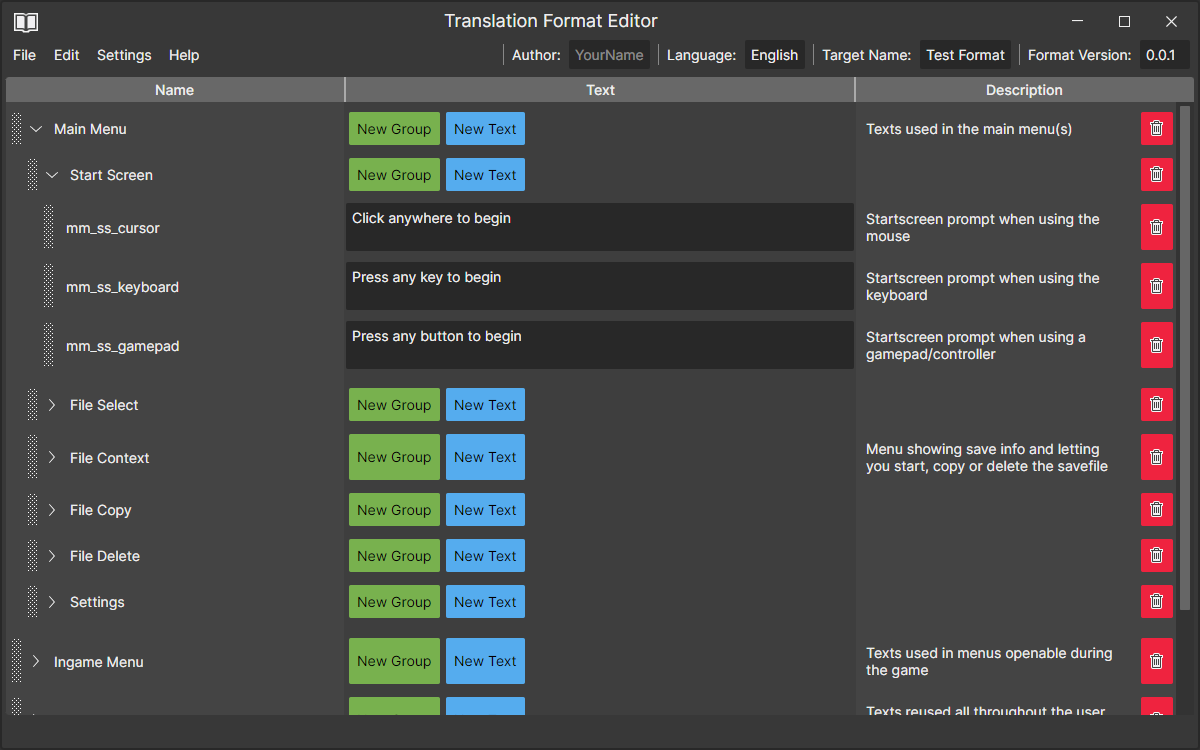 Translation Format Editor
File Edit Settings Help Author: YourName Language: English Target Name: Test Format Format Version: 0.0.1
Name Text Description
Main Menu New Group New Text Texts used in the main menu(s)
Start Screen New Group New Text
mm_ss_cursor Click anywhere to begin Startscreen prompt when using the
mouse
mm_ss_keyboard Press any key to begin Startscreen prompt when using the
keyboard
mm_ss_gamepad Press any button to begin Startscreen prompt when using a
gamepad/controller
File Select New Group New Text
File Context New Group New Text Menu showing save info and letting
you start, copy or delete the savefile
File Copy New Group New Text
File Delete New Group New Text
Settings New Group New Text
Ingame Menu New Group New Text Texts used in menus openable during
the game
Texts reused all throughout the user